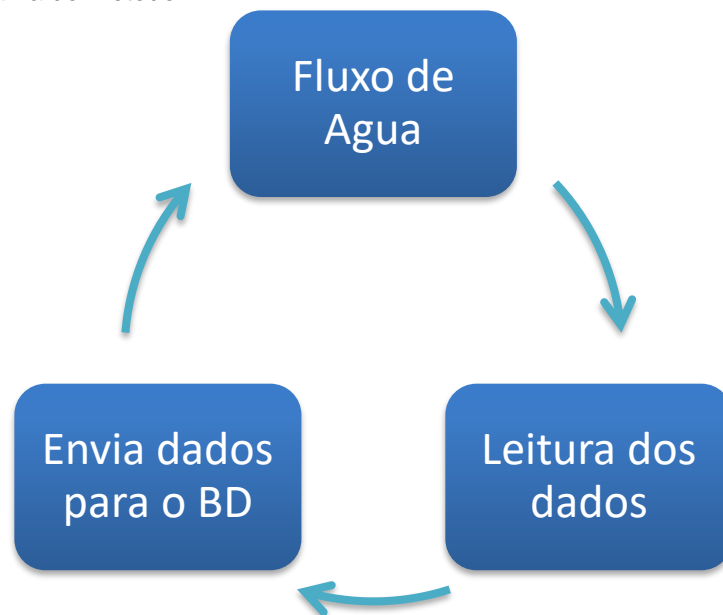 Fluxo de
Agua
Envia dados
para o BD
Leitura dos
dados